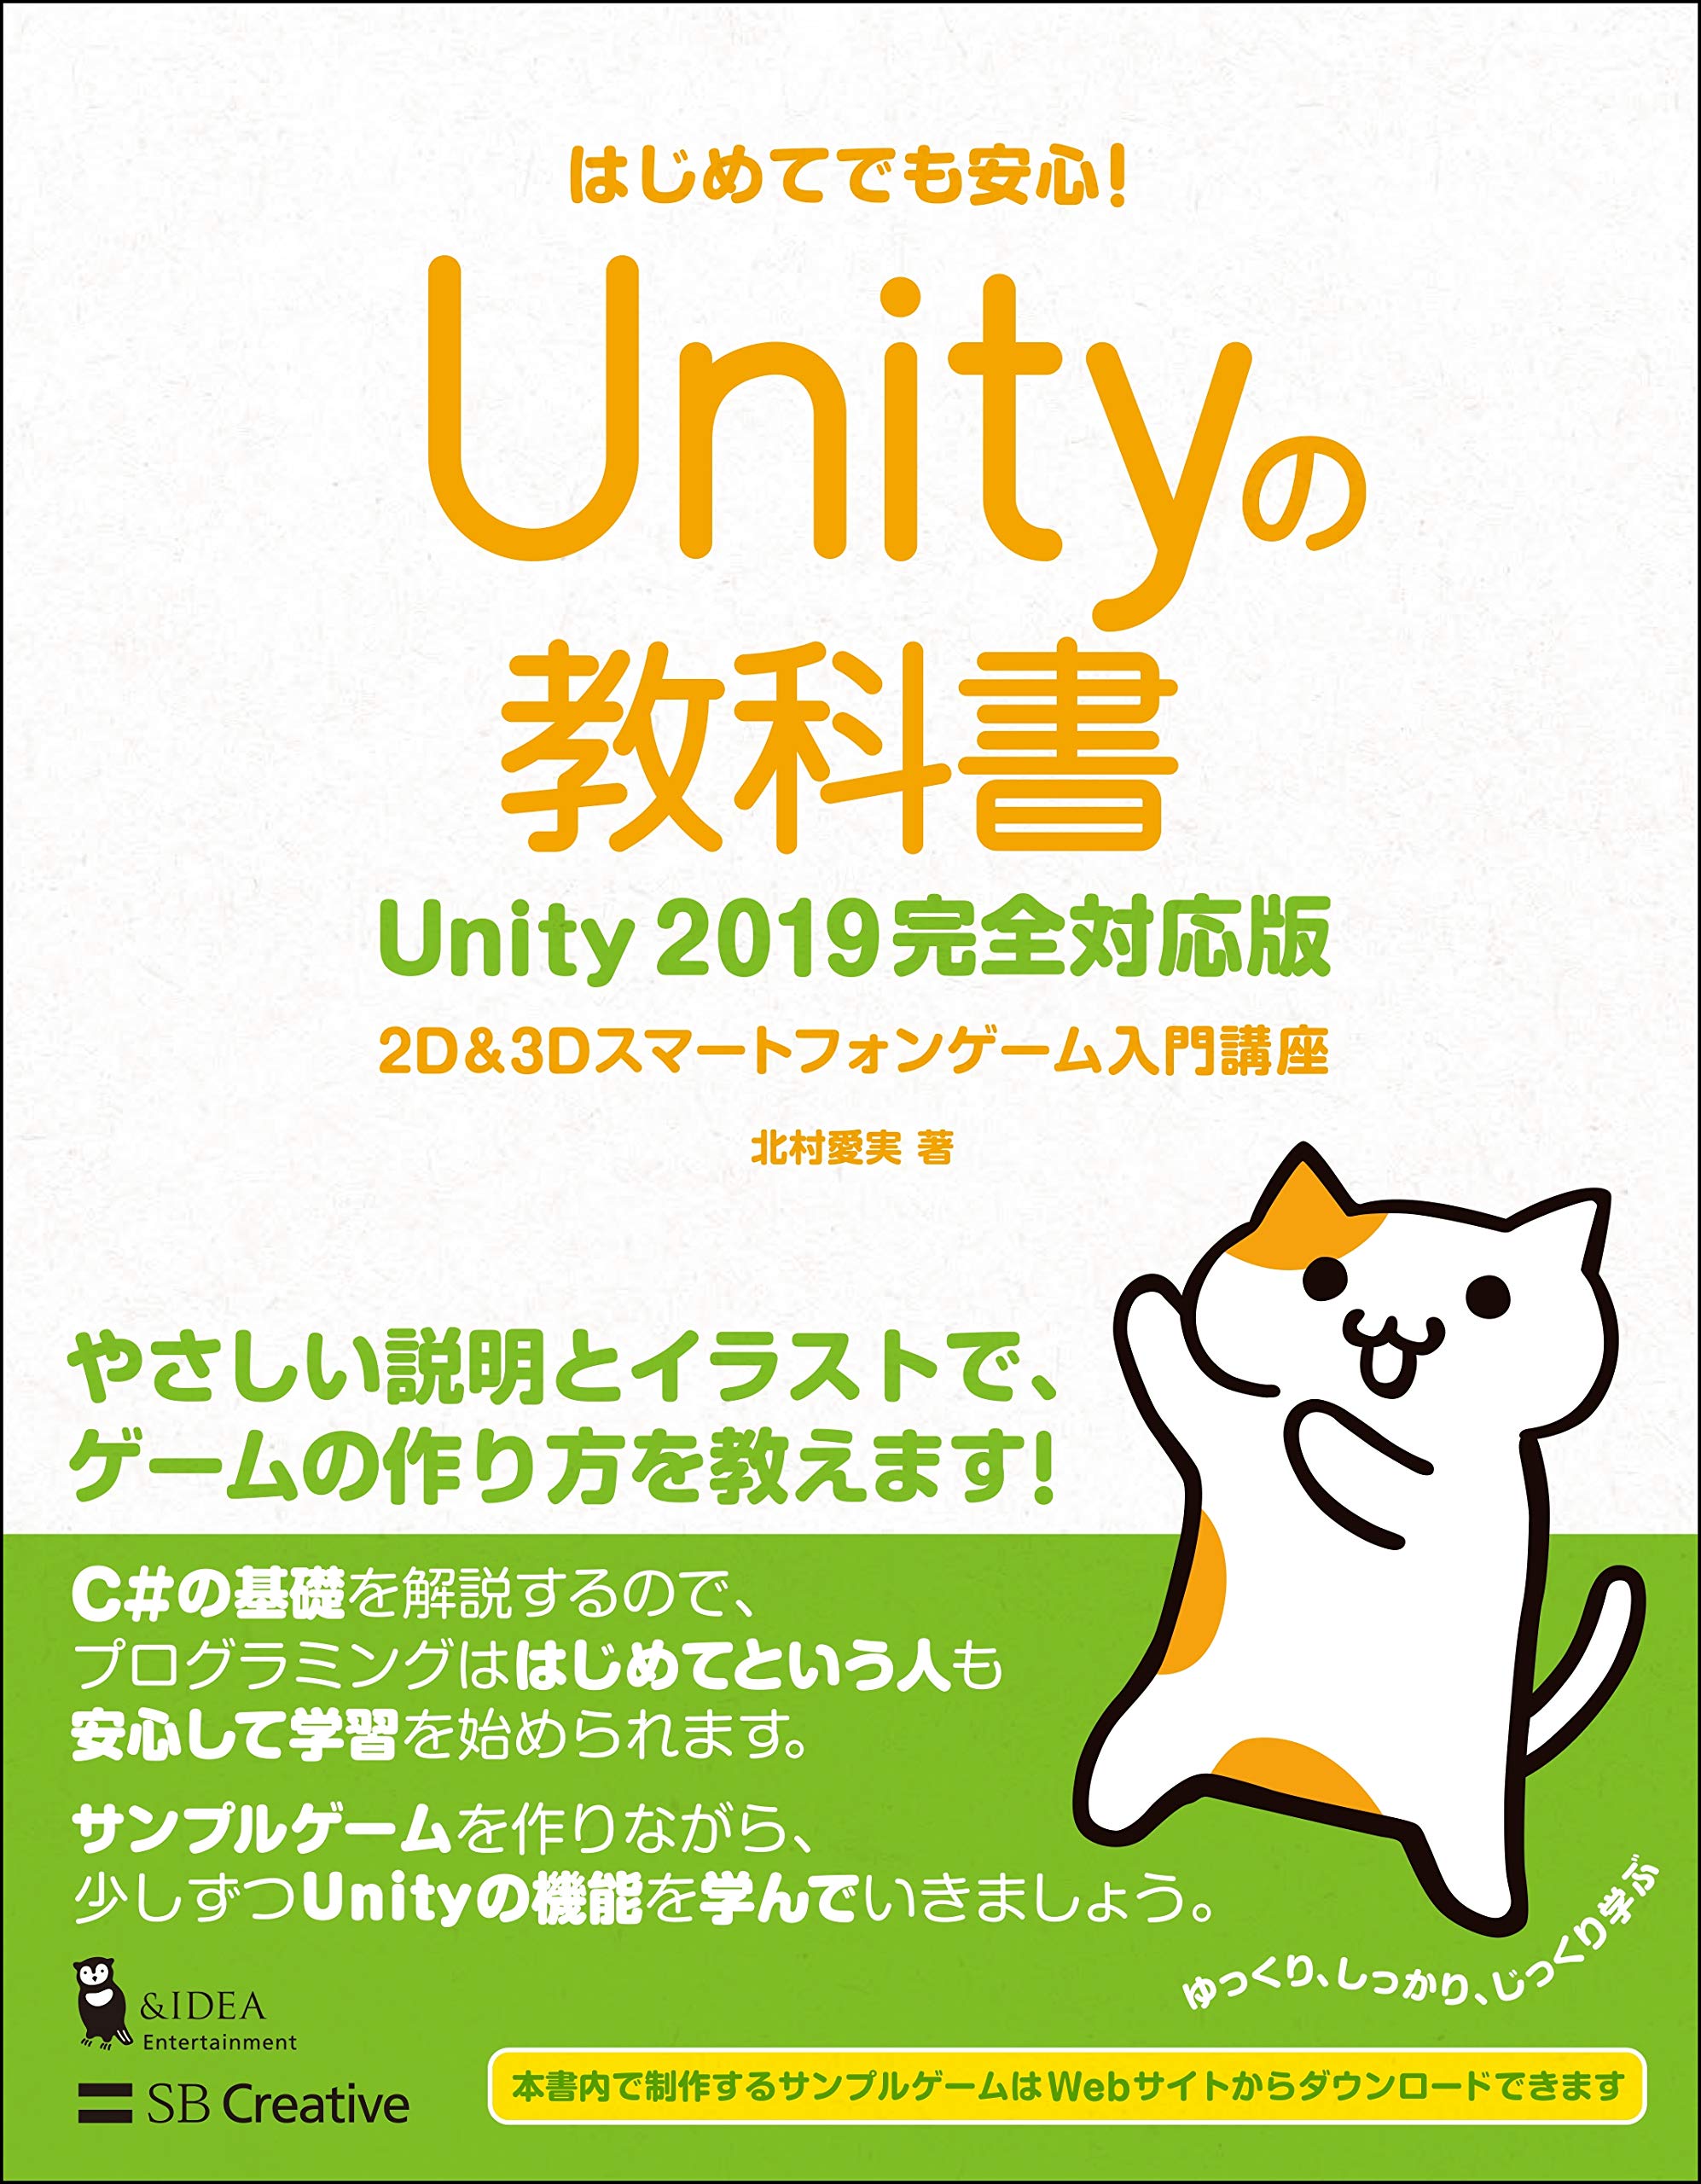 はじめてでも安心!
Unityの
教科書
Unity 2019完全対応版
2D&3Dスマートフォンゲーム入門講座
北村愛実 著
やさしい説明とイラストで、
ゲームの作り方を教えます!
C#の基礎を解説するので、
プログラミングははじめてという人も
安心して学習を始められます。
サンプルゲームを作りながら、
少しずつUnityの機能を学んでいきましょう。
ゆっくり、しっかり、じっくり学ぶ
&IDEA
Entertainment
SB Creative
本書内で制作するサンプルゲームはWebサイトからダウンロードできます